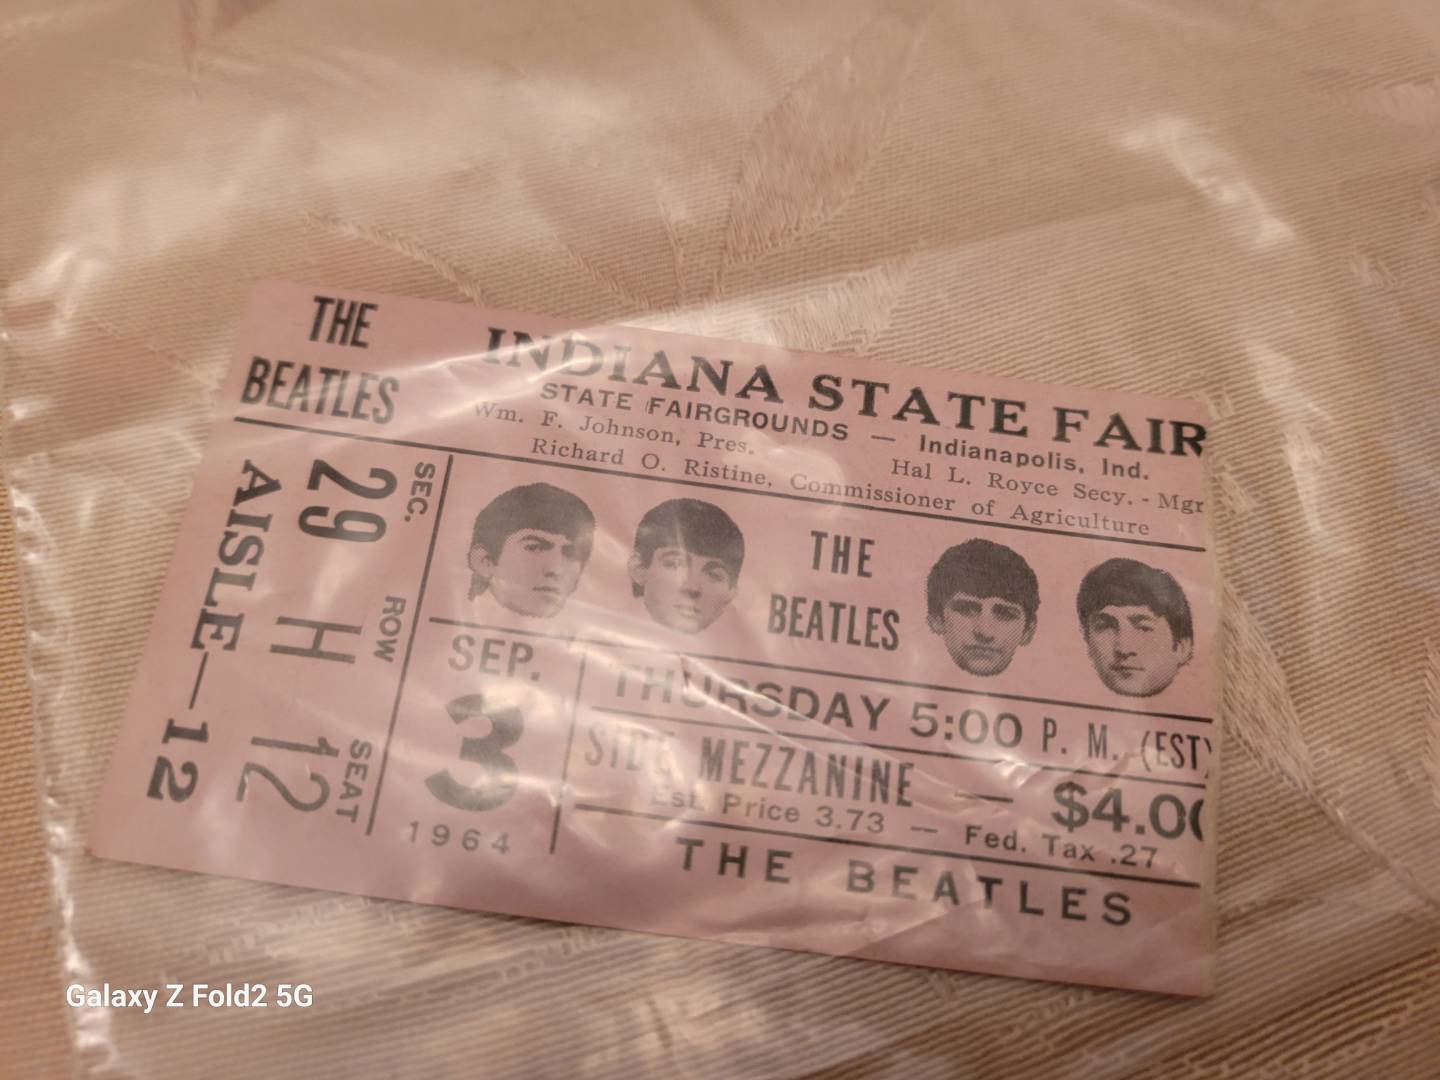 THE
BEATLES
SEC. ROW SEAT
29 H 12
AISLE—12
INDIANA STATE FAIR
STATE FAIRGROUNDS — Indianapolis, Ind.
Wm. F. Johnson, Pres. Hal L. Royce Secy. - Mgr
Richard O. Ristine, Commissioner of Agriculture
THE
BEATLES
SEP.
3
1964
THURSDAY 5:00 P. M. (EST)
SIDE MEZZANINE — $4.00
Est. Price 3.73 — Fed. Tax .27
THE BEATLES
Galaxy Z Fold2 5G